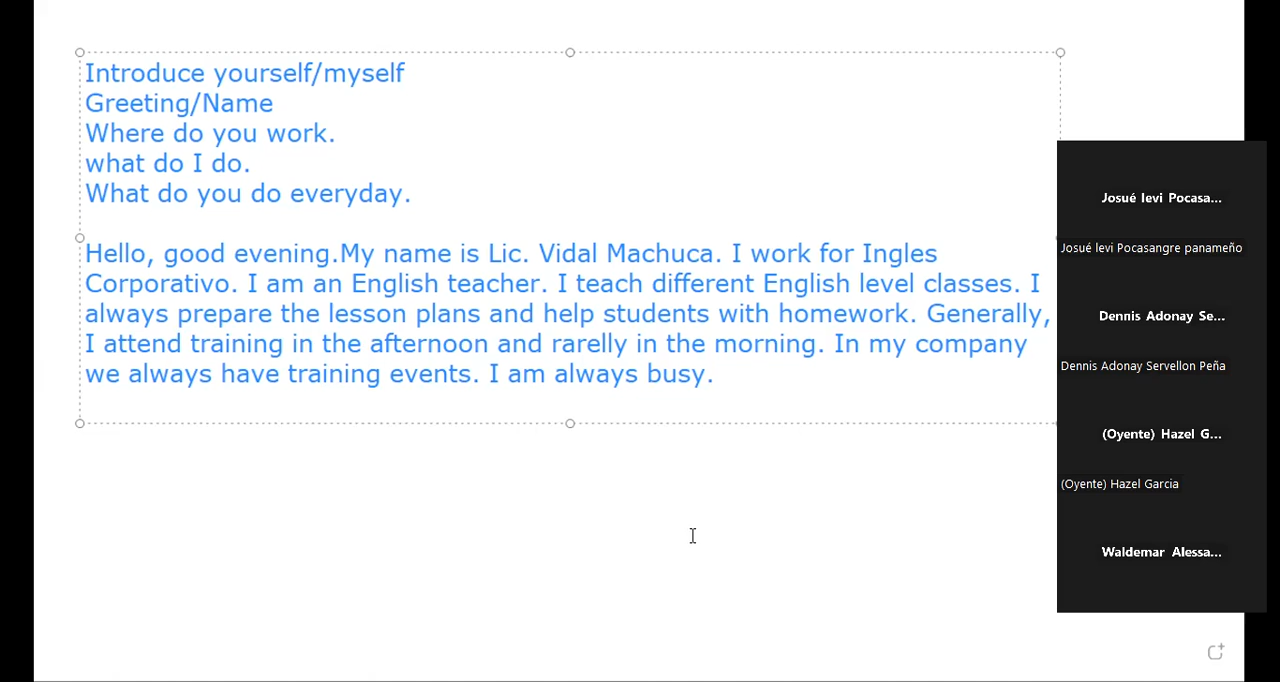 Introduce yourself/myself
Greeting/Name
Where do you work.
what do I do.
What do you do everyday.
Hello, good evening.My name is Lic. Vidal Machuca. I work for Ingles
Corporativo. I am an English teacher. I teach different English level classes. I
always prepare the lesson plans and help students with homework. Generally,
I attend training in the afternoon and rarelly in the morning. In my company
we always have training events. I am always busy.
Josué levi Pocasa...
Josué levi Pocasangre panameño
Dennis Adonay Se...
Dennis Adonay Servellon Peña
(Oyente) Hazel G...
(Oyente) Hazel Garcia
Waldemar Alessa...